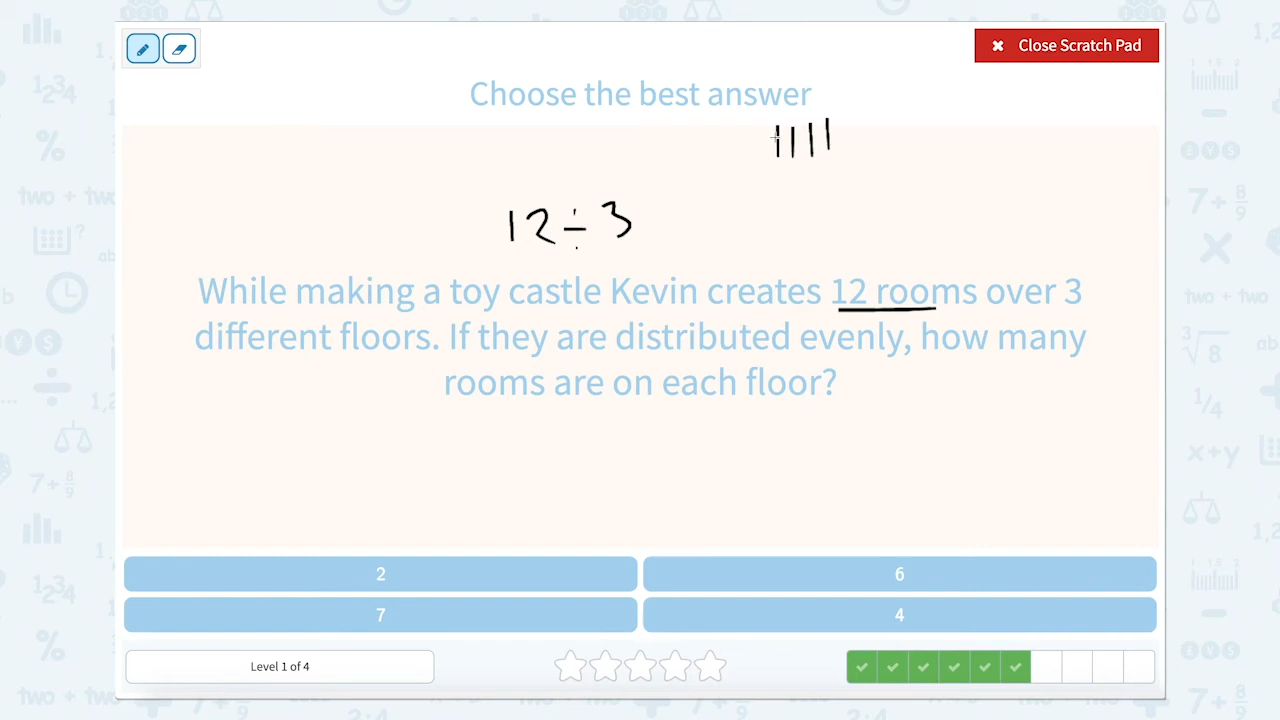 Close Scratch Pad
Choose the best answer
12 ÷ 3
While making a toy castle Kevin creates 12 rooms over 3
different floors. If they are distributed evenly, how many
rooms are on each floor?
2
6
7
4
Level 1 of 4